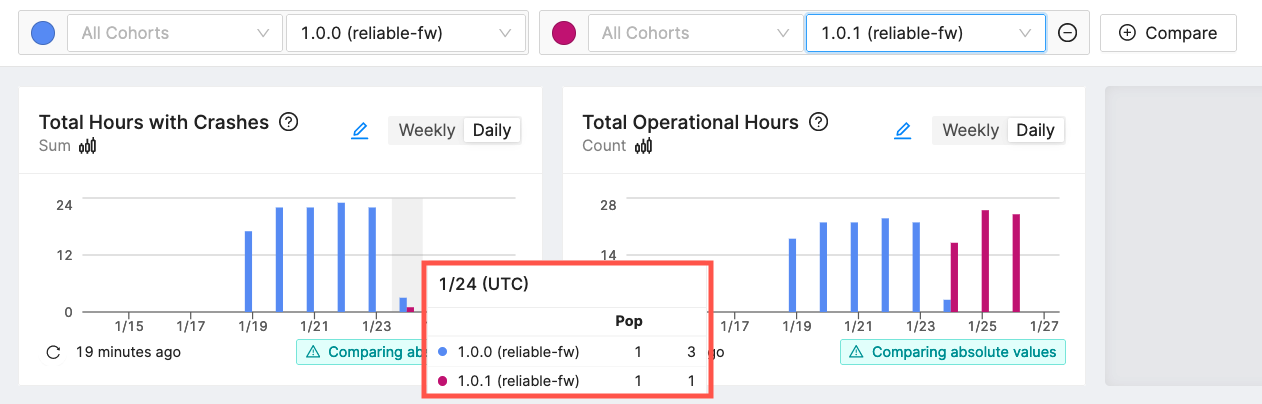 All Cohorts 1.0.0 (reliable-fw) All Cohorts 1.0.1 (reliable-fw) Compare
Total Hours with Crashes ?
Sum
Weekly Daily
24
12
0
1/15 1/17 1/19 1/21 1/23
19 minutes ago
Comparing
Total Operational Hours ?
Count
Weekly Daily
28
14
1/17 1/19 1/21 1/23 1/25 1/27
go
Comparing absolute values
1/24 (UTC)
Pop
1.0.0 (reliable-fw) 1 3
1.0.1 (reliable-fw) 1 1